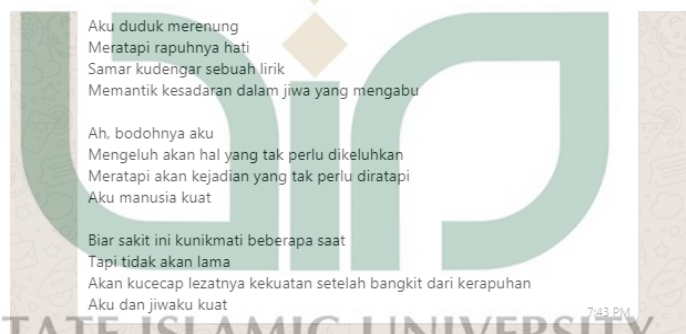 Aku duduk merenung
Meratapi rapuhnya hati
Samar kudengar sebuah lirik
Memantik kesadaran dalam jiwa yang mengabu

Ah, bodohnya aku
Mengeluh akan hal yang tak perlu dikeluhkan
Meratapi akan kejadian yang tak perlu diratapi
Aku manusia kuat

Biar sakit ini kunikmati beberapa saat
Tapi tidak akan lama
Akan kucecap lezatnya kekuatan setelah bangkit dari kerapuhan
Aku dan jiwaku kuat
7:43 PM